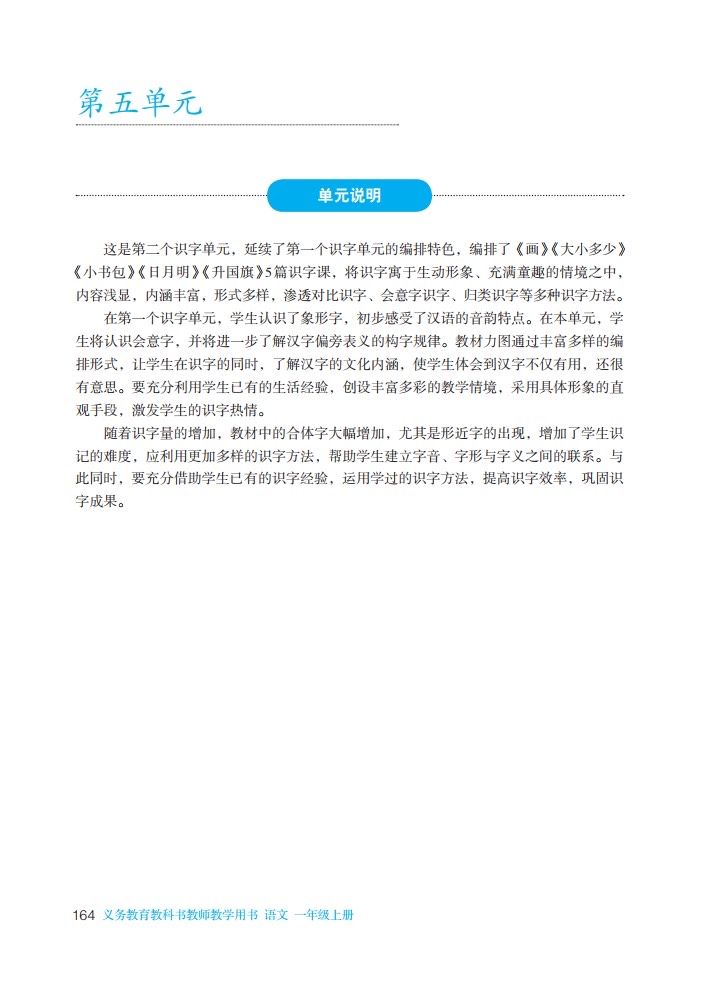 第五单元
单元说明
这是第二个识字单元，延续了第一个识字单元的编排特色，编排了《画》《大小多少》
《小书包》《日月明》《升国旗》5篇识字课，将识字寓于生动形象、充满童趣的情境之中，
内容浅显，内涵丰富，形式多样，渗透对比识字、会意字识字、归类识字等多种识字方法。
在第一个识字单元，学生认识了象形字，初步感受了汉语的音韵特点。在本单元，学
生将认识会意字，并将进一步了解汉字偏旁表义的构字规律。教材力图通过丰富多样的编
排形式，让学生在识字的同时，了解汉字的文化内涵，使学生体会到汉字不仅有用，还很
有意思。要充分利用学生已有的生活经验，创设丰富多彩的教学情境，采用具体形象的直
观手段，激发学生的识字热情。
随着识字量的增加，教材中的合体字大幅增加，尤其是形近字的出现，增加了学生识
记的难度，应利用更加多样的识字方法，帮助学生建立字音、字形与字义之间的联系。与
此同时，要充分借助学生已有的识字经验，运用学过的识字方法，提高识字效率，巩固识
字成果。
164 义务教育教科书教师教学用书 语文 一年级上册